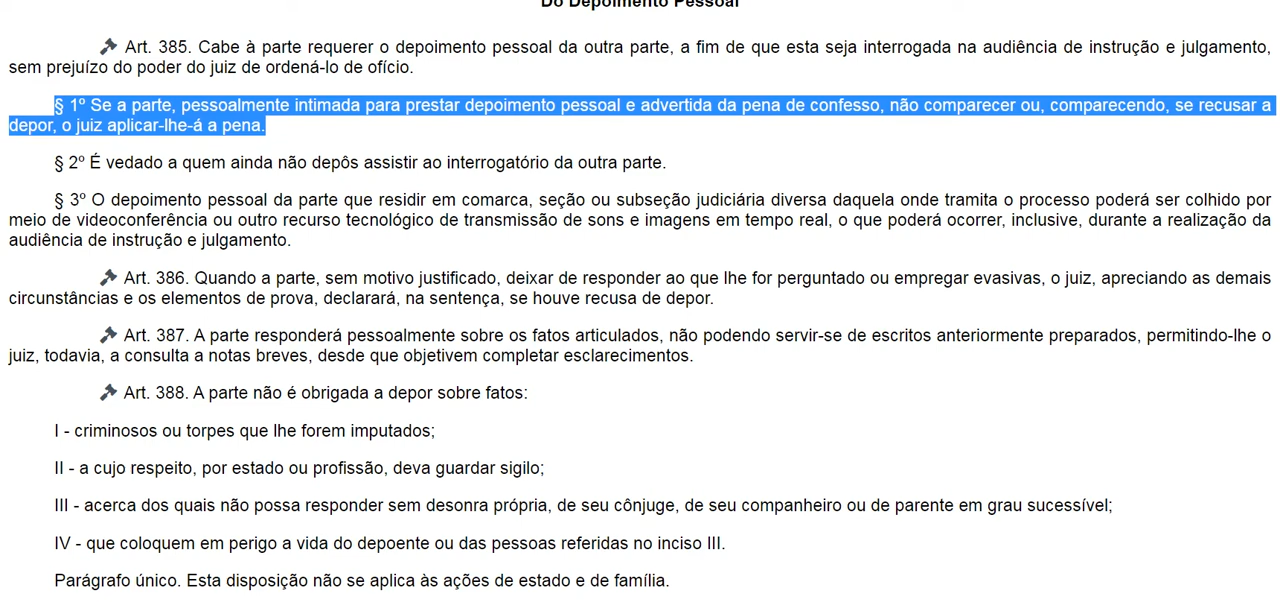 Do Depoimento Pessoal
Art. 385. Cabe à parte requerer o depoimento pessoal da outra parte, a fim de que esta seja interrogada na audiência de instrução e julgamento,
sem prejuízo do poder do juiz de ordená-lo de ofício.
§ 1º Se a parte, pessoalmente intimada para prestar depoimento pessoal e advertida da pena de confesso, não comparecer ou, comparecendo, se recusar a
depor, o juiz aplicar-lhe-á a pena.
§ 2º É vedado a quem ainda não depôs assistir ao interrogatório da outra parte.
§ 3º O depoimento pessoal da parte que residir em comarca, seção ou subseção judiciária diversa daquela onde tramita o processo poderá ser colhido por
meio de videoconferência ou outro recurso tecnológico de transmissão de sons e imagens em tempo real, o que poderá ocorrer, inclusive, durante a realização da
audiência de instrução e julgamento.
Art. 386. Quando a parte, sem motivo justificado, deixar de responder ao que lhe for perguntado ou empregar evasivas, o juiz, apreciando as demais
circunstâncias e os elementos de prova, declarará, na sentença, se houve recusa de depor.
Art. 387. A parte responderá pessoalmente sobre os fatos articulados, não podendo servir-se de escritos anteriormente preparados, permitindo-lhe o
juiz, todavia, a consulta a notas breves, desde que objetivem completar esclarecimentos.
Art. 388. A parte não é obrigada a depor sobre fatos:
I - criminosos ou torpes que lhe forem imputados;
II - a cujo respeito, por estado ou profissão, deva guardar sigilo;
III - acerca dos quais não possa responder sem desonra própria, de seu cônjuge, de seu companheiro ou de parente em grau sucessível;
IV - que coloquem em perigo a vida do depoente ou das pessoas referidas no inciso III.
Parágrafo único. Esta disposição não se aplica às ações de estado e de família.